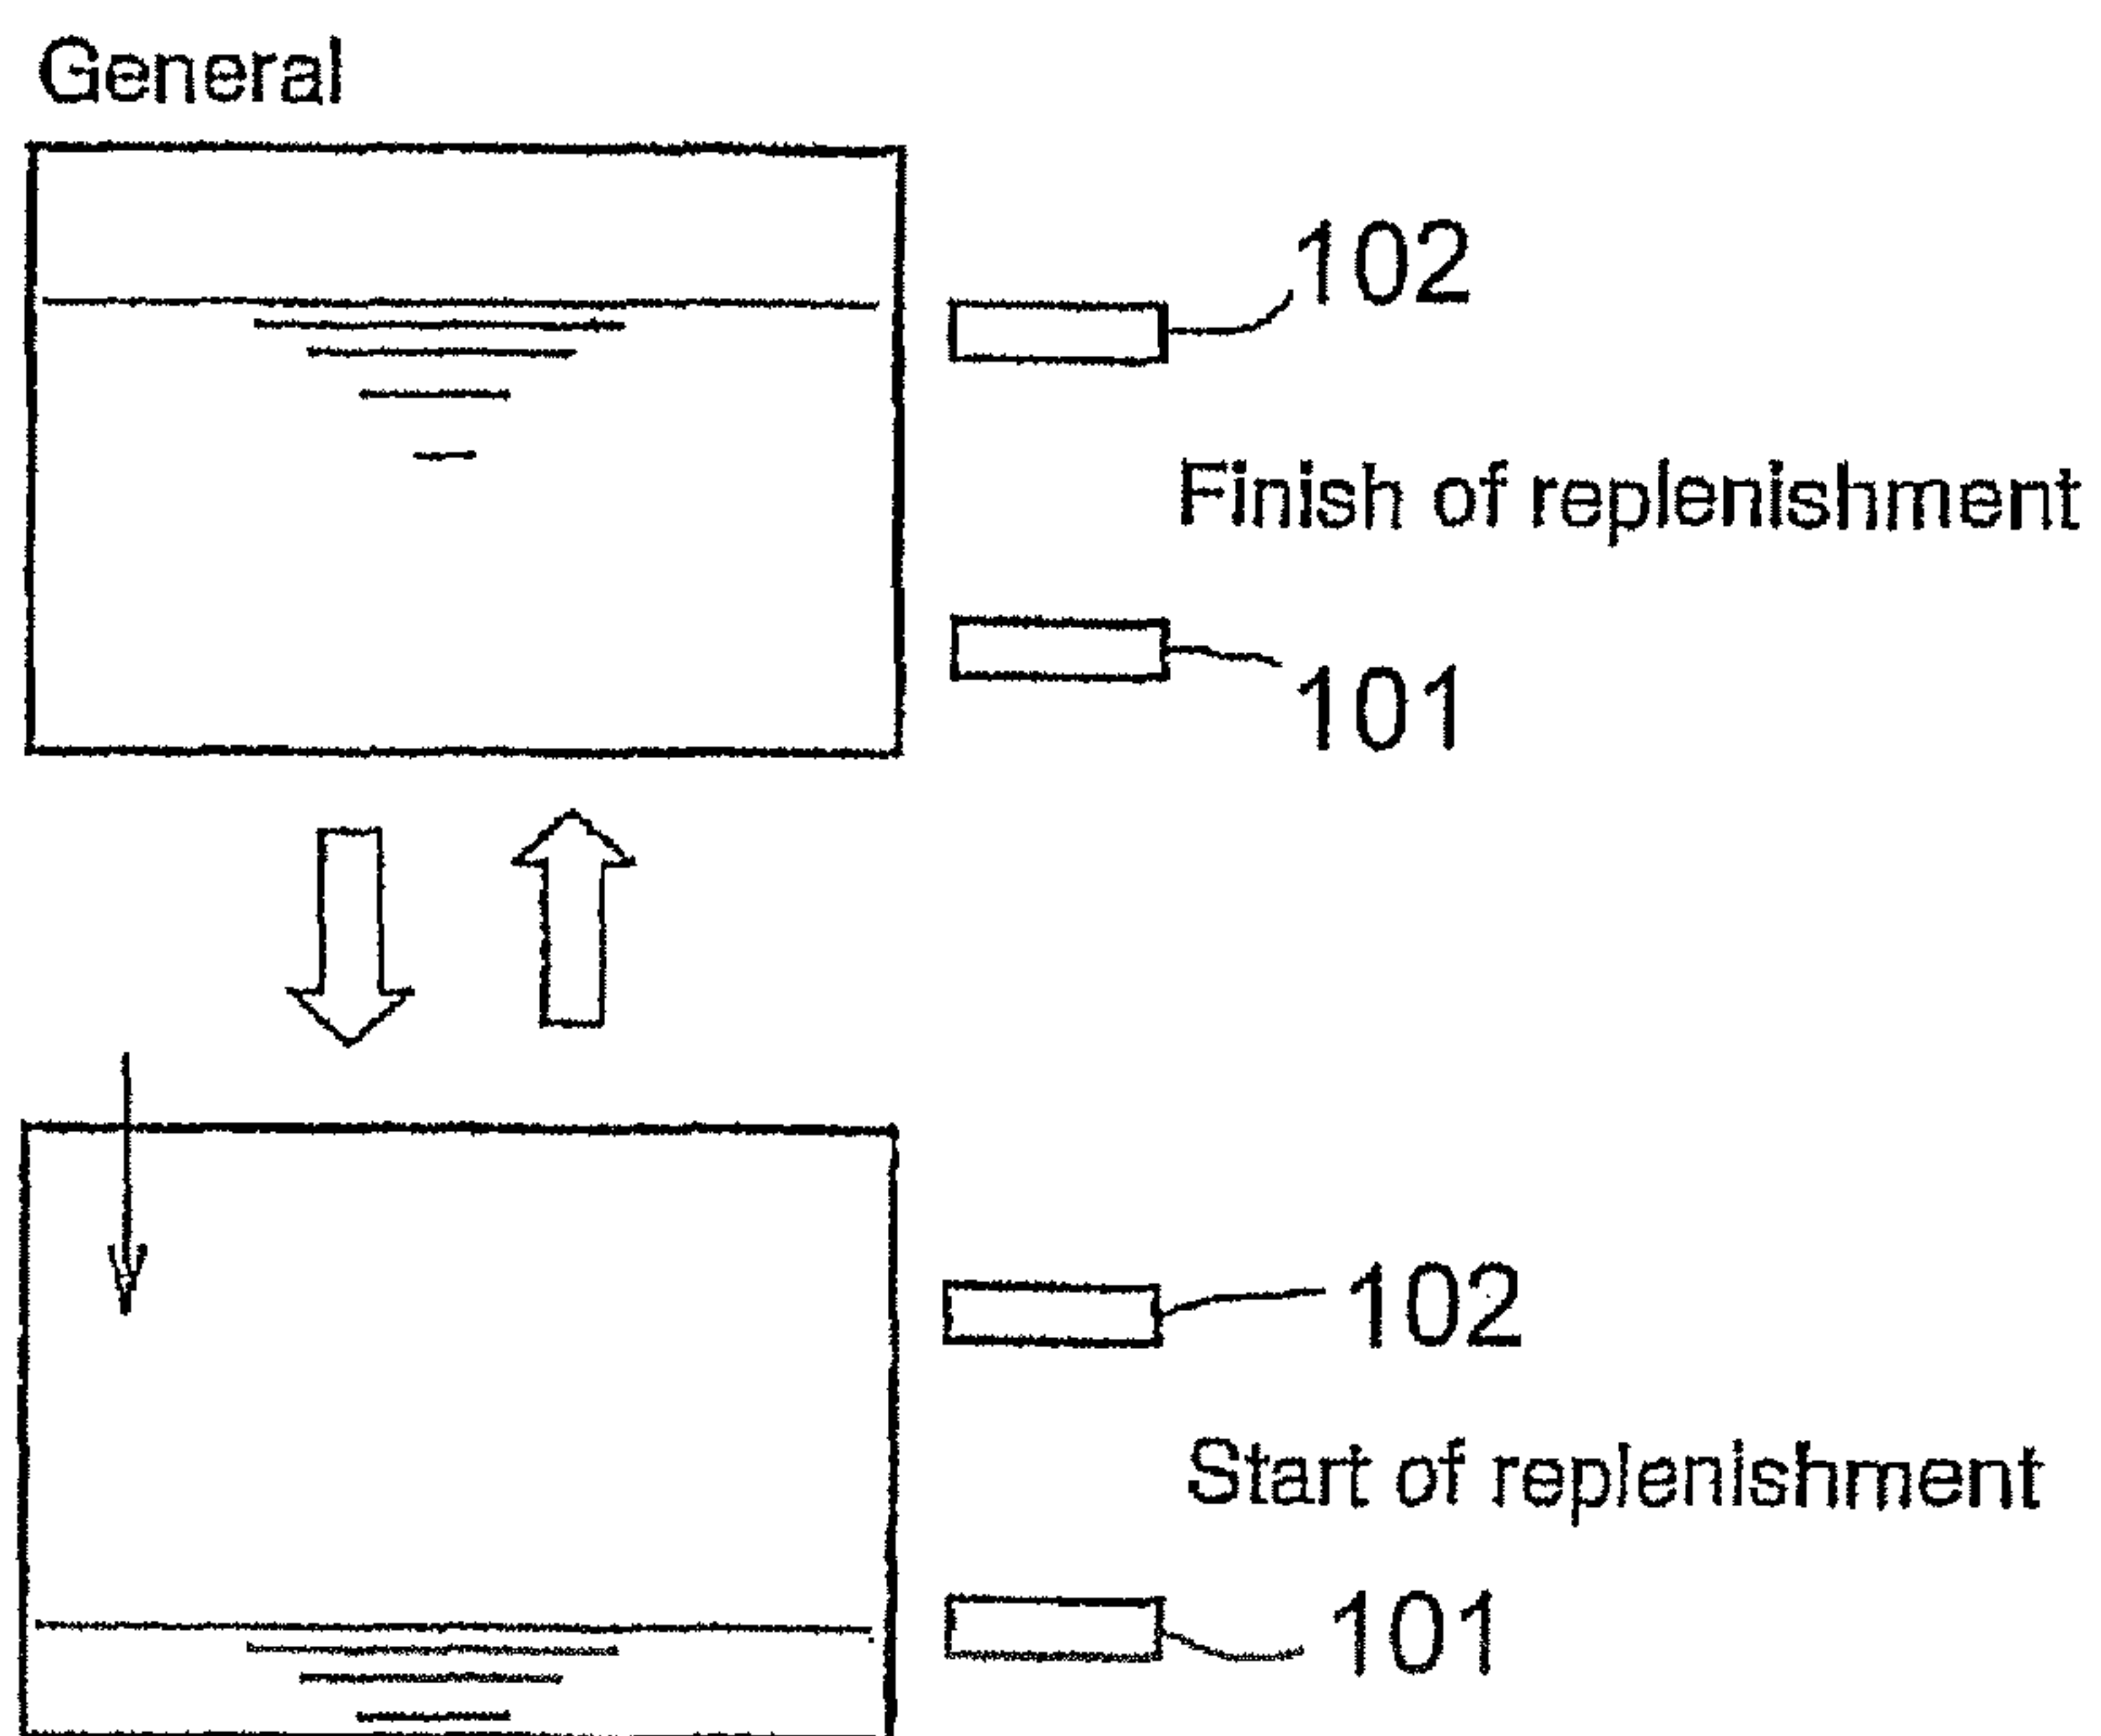 General
102
Finish of replenishment
101
102
Start of replenishment
101